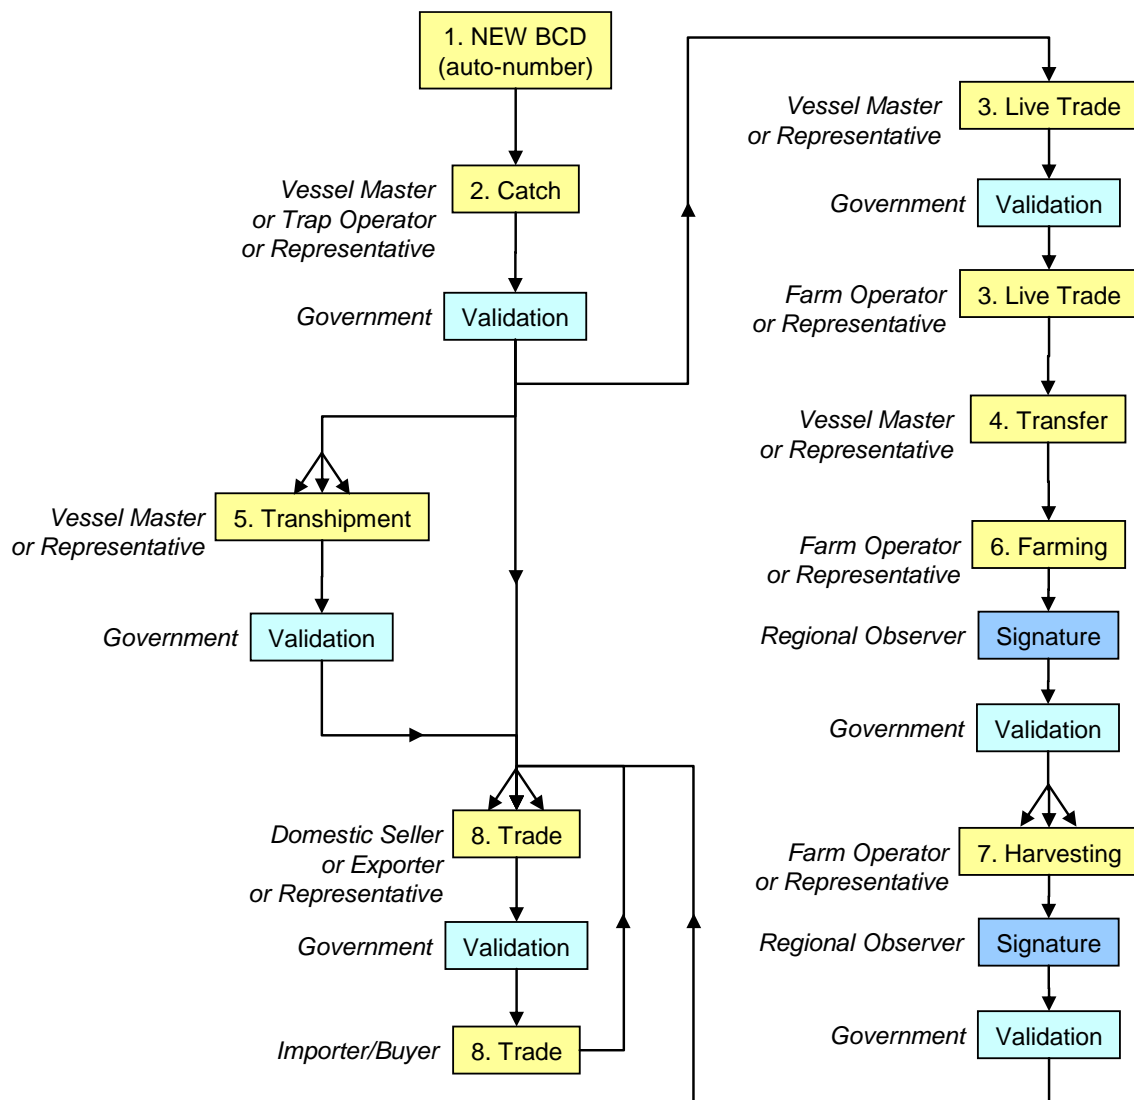 1. NEW BCD
(auto-number)
Vessel Master
or Trap Operator
or Representative
2. Catch
Government
Validation
Vessel Master
or Representative
5. Transhipment
Government
Validation
Domestic Seller
or Exporter
or Representative
8. Trade
Government
Validation
Importer/Buyer
8. Trade
Vessel Master
or Representative
3. Live Trade
Government
Validation
Farm Operator
or Representative
3. Live Trade
Vessel Master
or Representative
4. Transfer
Farm Operator
or Representative
6. Farming
Regional Observer
Signature
Government
Validation
Farm Operator
or Representative
7. Harvesting
Regional Observer
Signature
Government
Validation